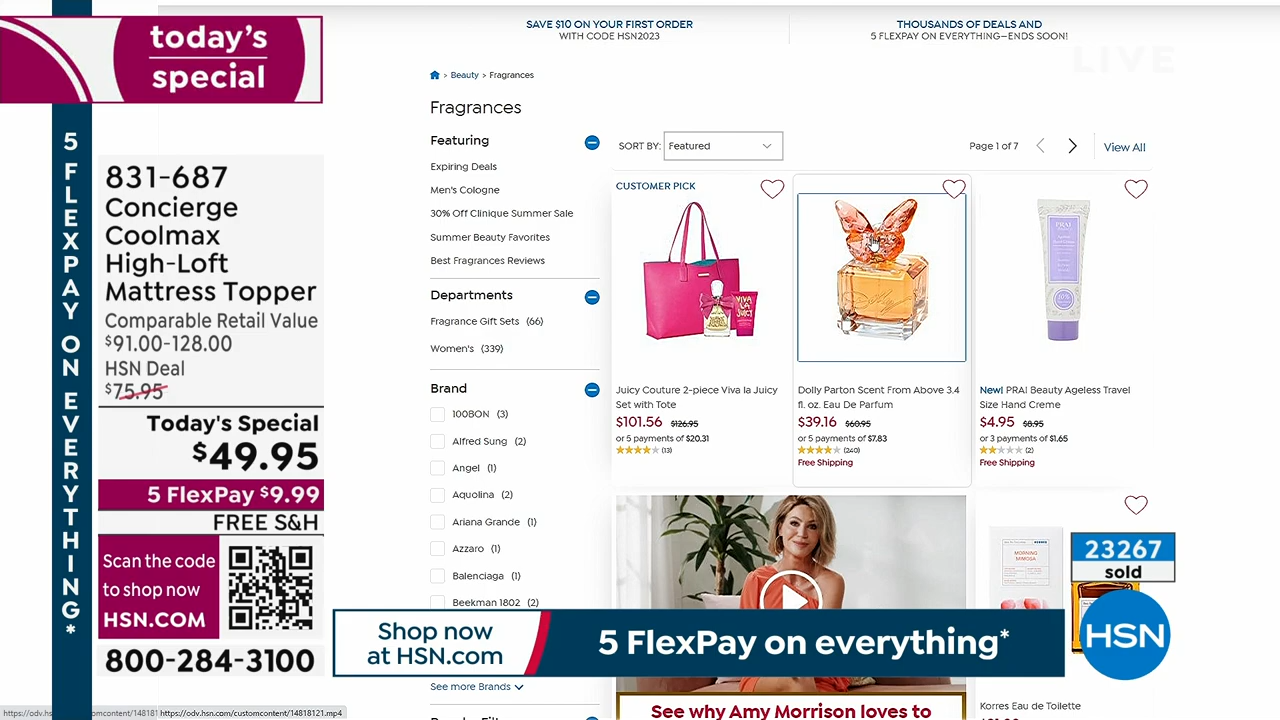 today's
special
5 FLEXPAY ON EVERYTHING*
831-687
Concierge
Coolmax
High-Loft
Mattress Topper
Comparable Retail Value
$91.00-128.00
HSN Deal
$75.95
Today's Special
$49.95
5 FlexPay $9.99
FREE S&H
Scan the code
to shop now
HSN.COM
800-284-3100
SAVE $10 ON YOUR FIRST ORDER
WITH CODE HSN2023
THOUSANDS OF DEALS AND
5 FLEXPAY ON EVERYTHING—ENDS SOON!
LIVE
> Beauty > Fragrances
Fragrances
Featuring
Expiring Deals
Men's Cologne
30% Off Clinique Summer Sale
Summer Beauty Favorites
Best Fragrances Reviews
Departments
Fragrance Gift Sets (66)
Women's (339)
Brand
100BON (3)
Alfred Sung (2)
Angel (1)
Aquolina (2)
Ariana Grande (1)
Azzaro (1)
Balenciaga (1)
Beekman 1802 (2)
See more Brands
SORT BY: Featured
Page 1 of 7
View All
CUSTOMER PICK
VIVA
LA
JUICY
Juicy Couture 2-piece Viva la Juicy
Set with Tote
$101.56 $126.95
or 5 payments of $20.31
(13)
Dolly
Dolly Parton Scent From Above 3.4
fl. oz. Eau De Parfum
$39.16 $60.95
or 5 payments of $7.83
(240)
Free Shipping
PRAI
New! PRAI Beauty Ageless Travel
Size Hand Creme
$4.95 $8.95
or 3 payments of $1.65
(2)
Free Shipping
MORNING
MIMOSA
23267
sold
Shop now
at HSN.com
5 FlexPay on everything*
HSN
See why Amy Morrison loves to
Korres Eau de Toilette
https://odv.hsn.com/customcontent/14818121.mp4